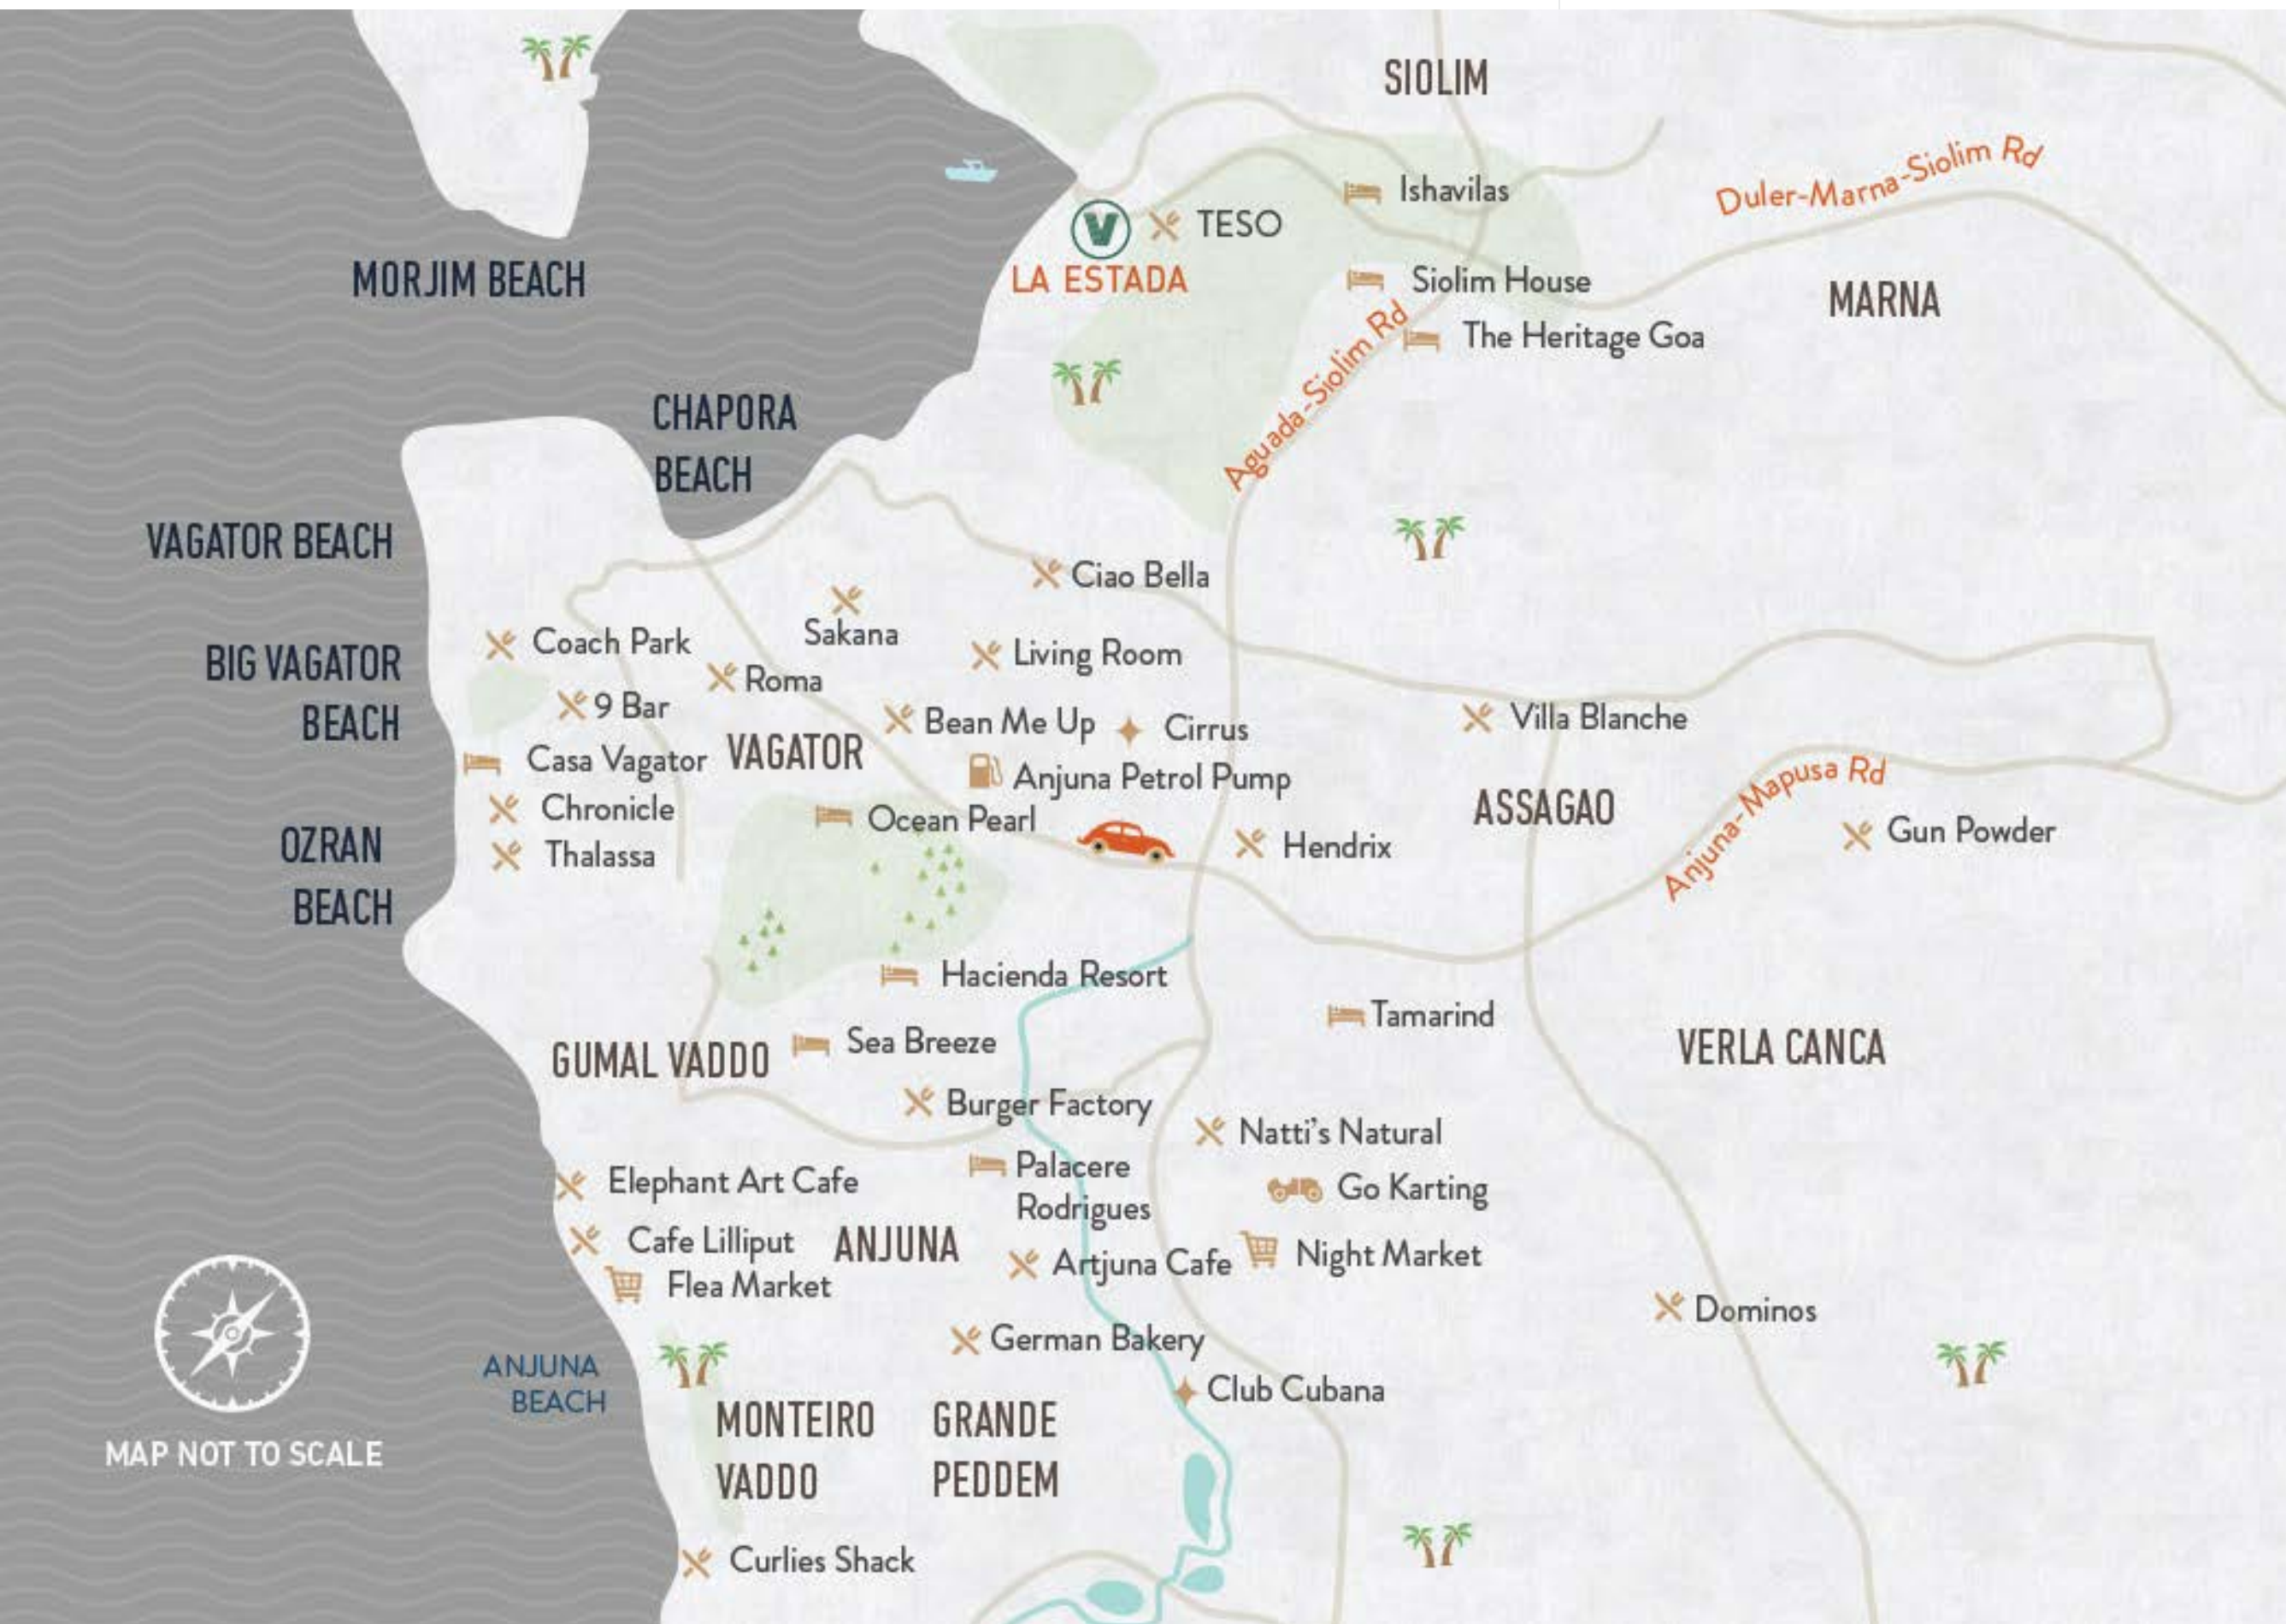 SIOLIM
Duler-Marna-Siolim Rd
Ishavilas
V
TESO
LA ESTADA
MORJIM BEACH
Siolim House
MARNA
The Heritage Goa
Aguada-Siolim Rd
CHAPORA
BEACH
VAGATOR BEACH
Ciao Bella
Sakana
Coach Park
Living Room
BIG VAGATOR
BEACH
Roma
9 Bar
Bean Me Up
Cirrus
Villa Blanche
Casa Vagator
VAGATOR
Anjuna Petrol Pump
Anjuna-Mapusa Rd
Chronicle
Ocean Pearl
ASSAGAO
OZRAN
BEACH
Thalassa
Hendrix
Gun Powder
Hacienda Resort
Tamarind
GUMAL VADDO
Sea Breeze
VERLA CANCA
Burger Factory
Natti's Natural
Elephant Art Cafe
Palacere
Rodrigues
Go Karting
Cafe Lilliput
ANJUNA
Artjuna Cafe
Night Market
Flea Market
Dominos
German Bakery
ANJUNA
BEACH
Club Cubana
MONTEIRO
VADDO
GRANDE
PEDDEM
MAP NOT TO SCALE
Curlies Shack